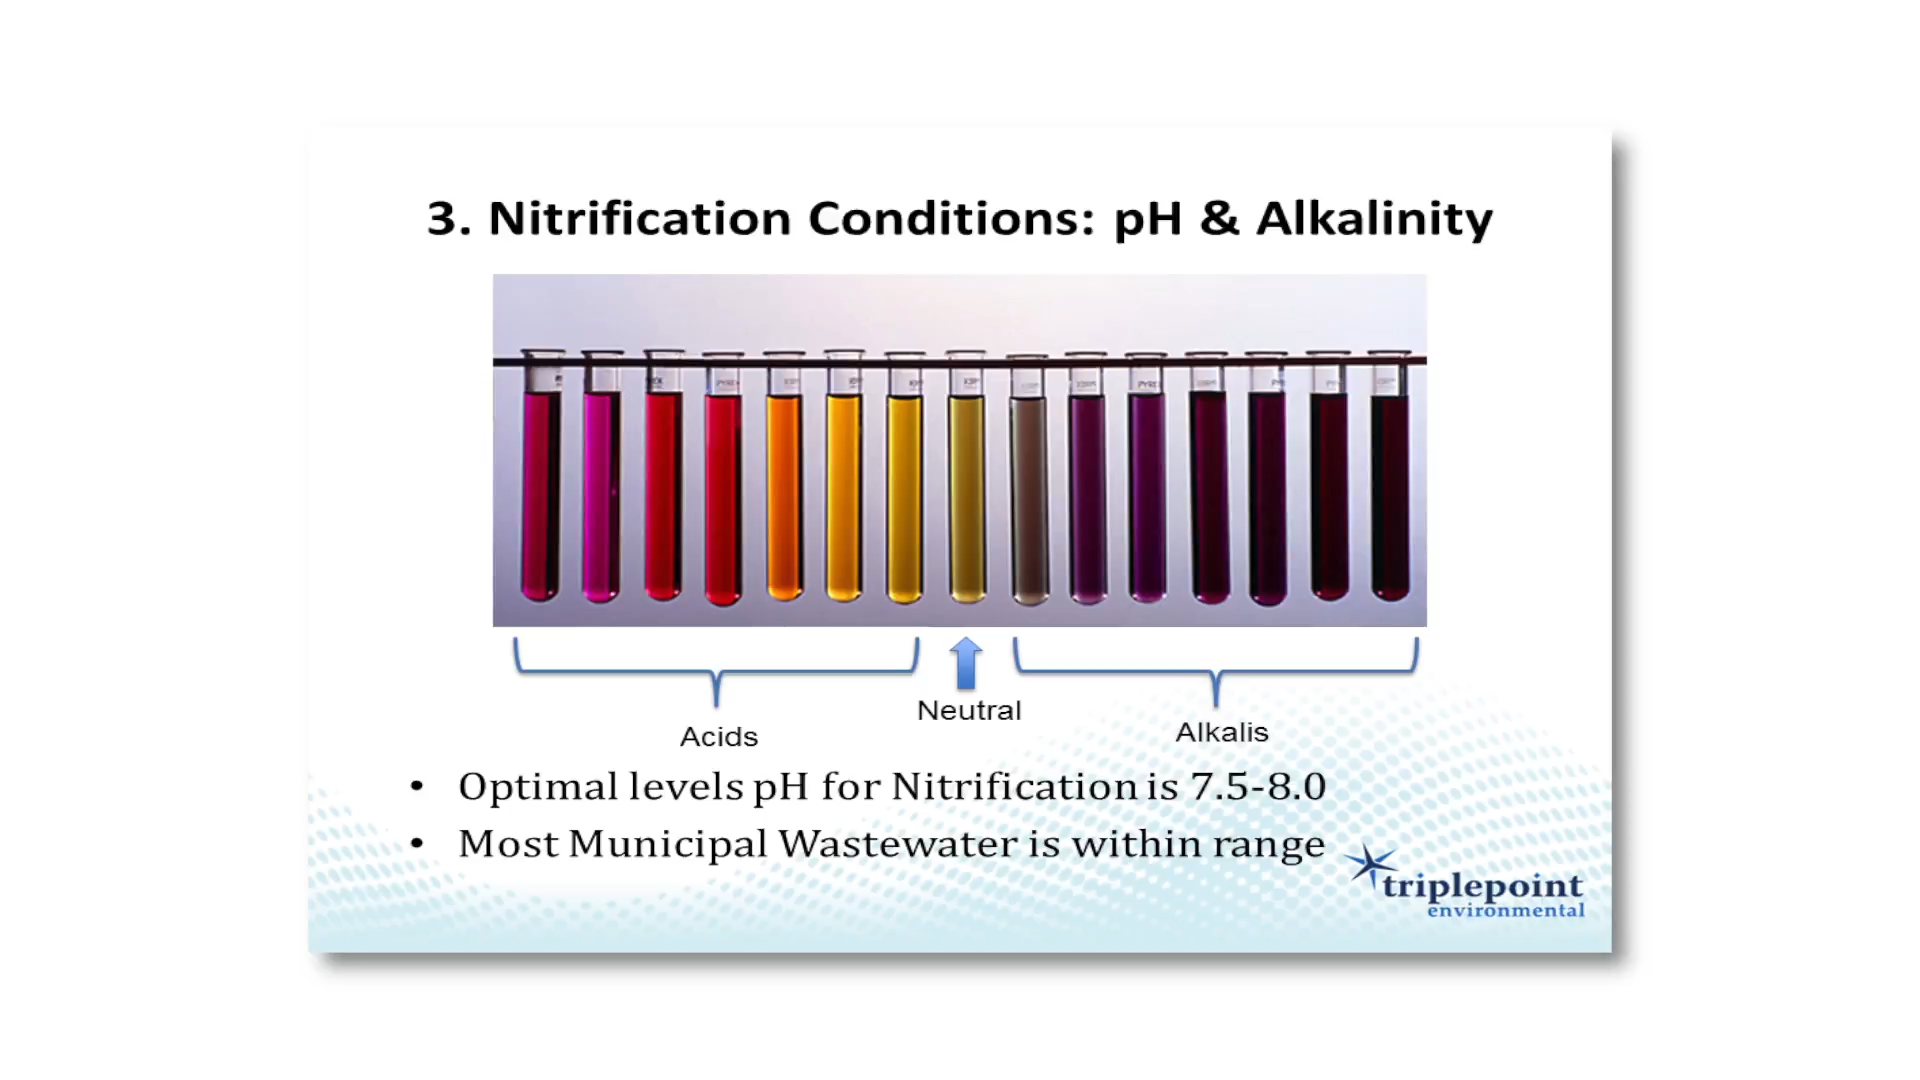 3. Nitrification Conditions: pH & Alkalinity
Neutral
Acids
Alkalis
• Optimal levels pH for Nitrification is 7.5-8.0
• Most Municipal Wastewater is within range
triplepoint
environmental